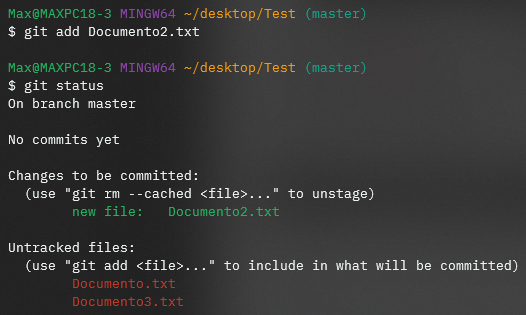 Max@MAXPC18-3 MINGW64 ~/desktop/Test (master)
$ git add Documento2.txt
Max@MAXPC18-3 MINGW64 ~/desktop/Test (master)
$ git status
On branch master
No commits yet
Changes to be committed:
  (use "git rm --cached <file>..." to unstage)
        new file:   Documento2.txt
Untracked files:
  (use "git add <file>..." to include in what will be committed)
        Documento.txt
        Documento3.txt